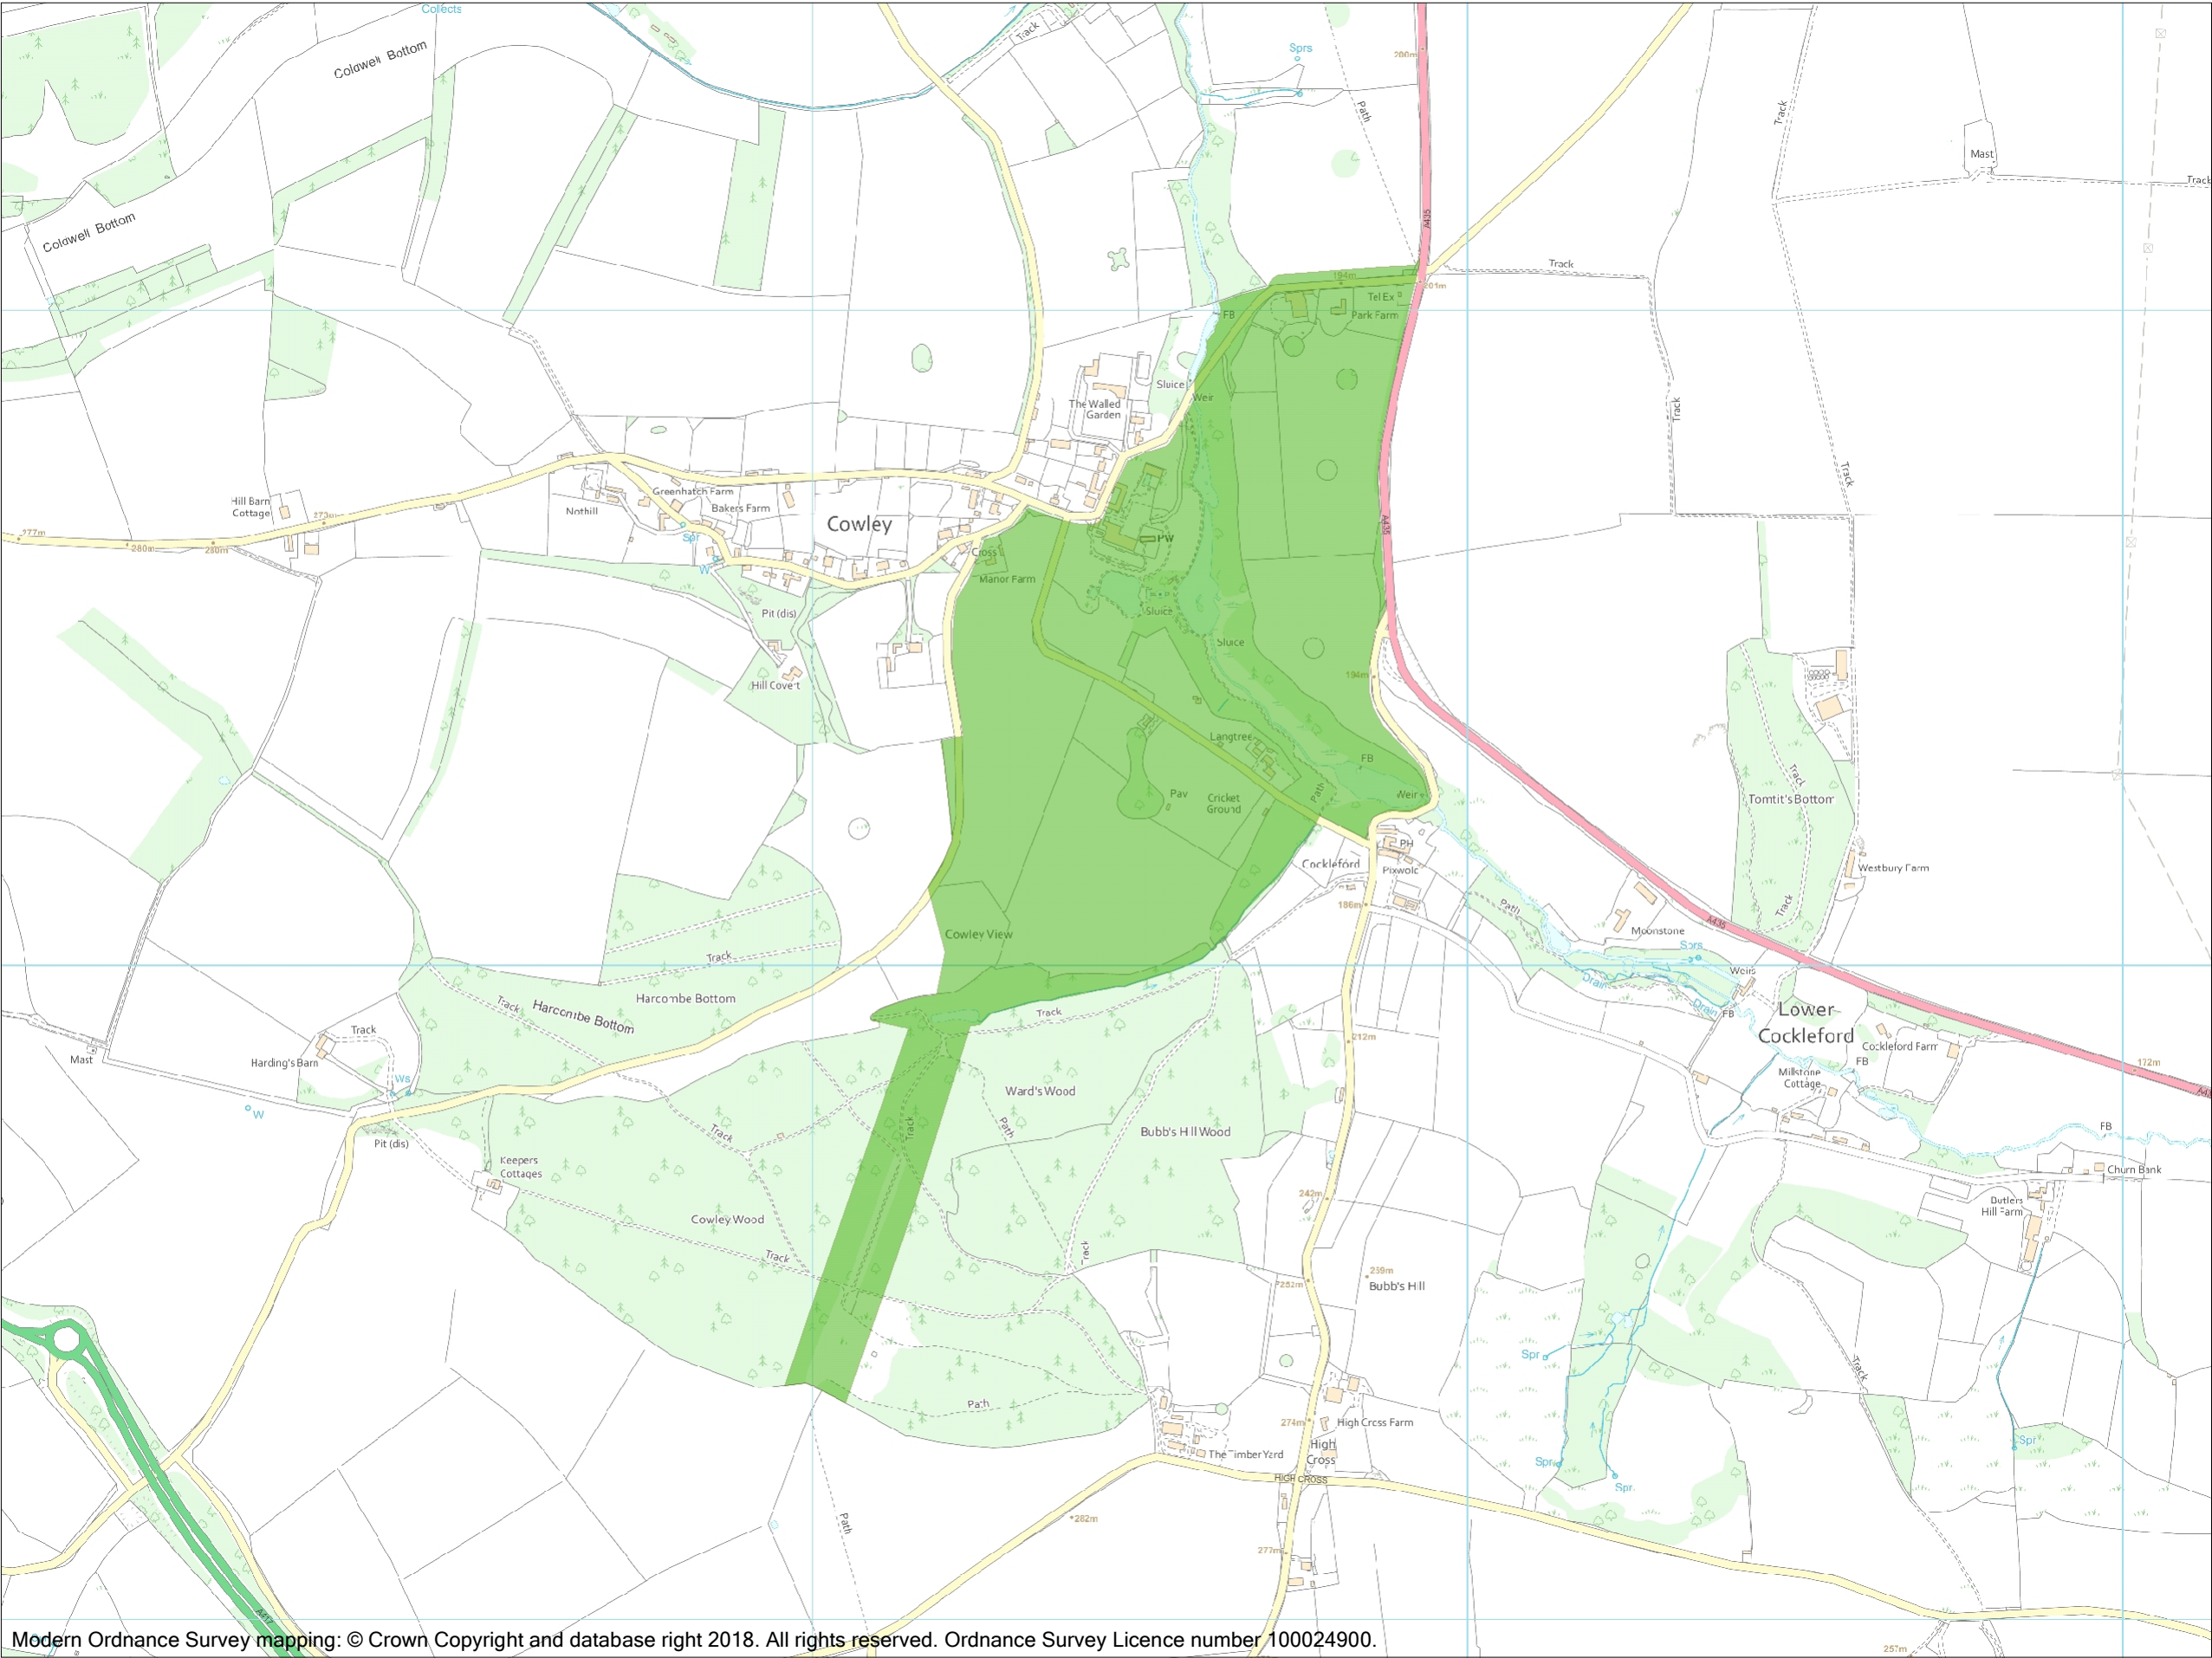 Collects
Coldwell Bottom
Track
Sprs
200m
Path
Track
Mast
Track
A435
Coldwell Bottom
Track
194m
201m
Tel Ex
FB
Park Farm
Sluice
Weir
The Walled
Garden
Track
Track
Hill Barn
Cottage
Greenhatch Farm
Nothill
Bakers Farm
Cowley
277m
280m
280m
273m
Spr
W
Cross
Manor Farm
PW
A435
Pit (dis)
Sluice
Sluice
Hill Covert
194m
Langtree
FB
Pav
Cricket
Ground
Path
Weir
Track
Tomtit's Bottom
Track
Cockleford
PH
Pixwold
Westbury Farm
186m
Path
Moonstone
A435
Cowley View
Sprs
Weirs
Drain
Drain
FB
Track
Harcombe Bottom
Track
Harcombe Bottom
Track
Lower
Cockleford
Cockleford Farm
FB
Millstone
Cottage
172m
Mast
Track
Harding's Barn
Ws
W
212m
Ward's Wood
Bubb's Hill Wood
Track
Path
Track
Pit (dis)
Keepers
Cottages
FB
Churn Bank
Butlers
Hill Farm
Cowley Wood
242m
Track
Track
252m
259m
Bubb's Hill
Spr
Track
Path
274m
High Cross Farm
High
Cross
The Timber Yard
HIGH CROSS
Spr
Spr
Spr
Path
282m
277m
A417
257m
Modern Ordnance Survey mapping: © Crown Copyright and database right 2018. All rights reserved. Ordnance Survey Licence number 100024900.